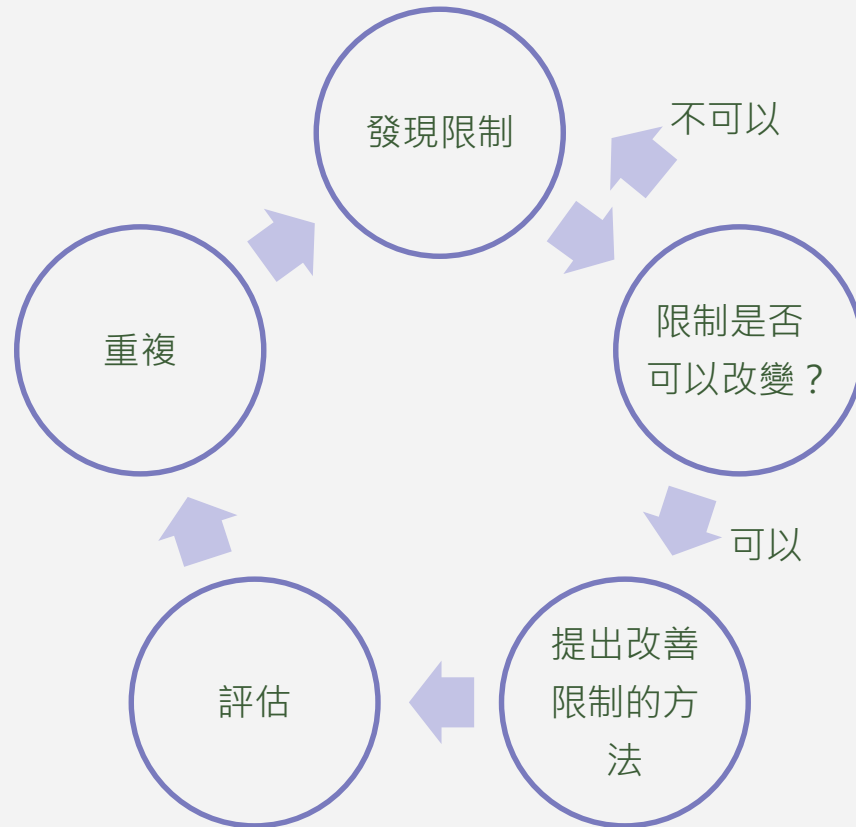 發現限制
不可以
限制是否
可以改變？
可以
提出改善
限制的方
法
評估
重複